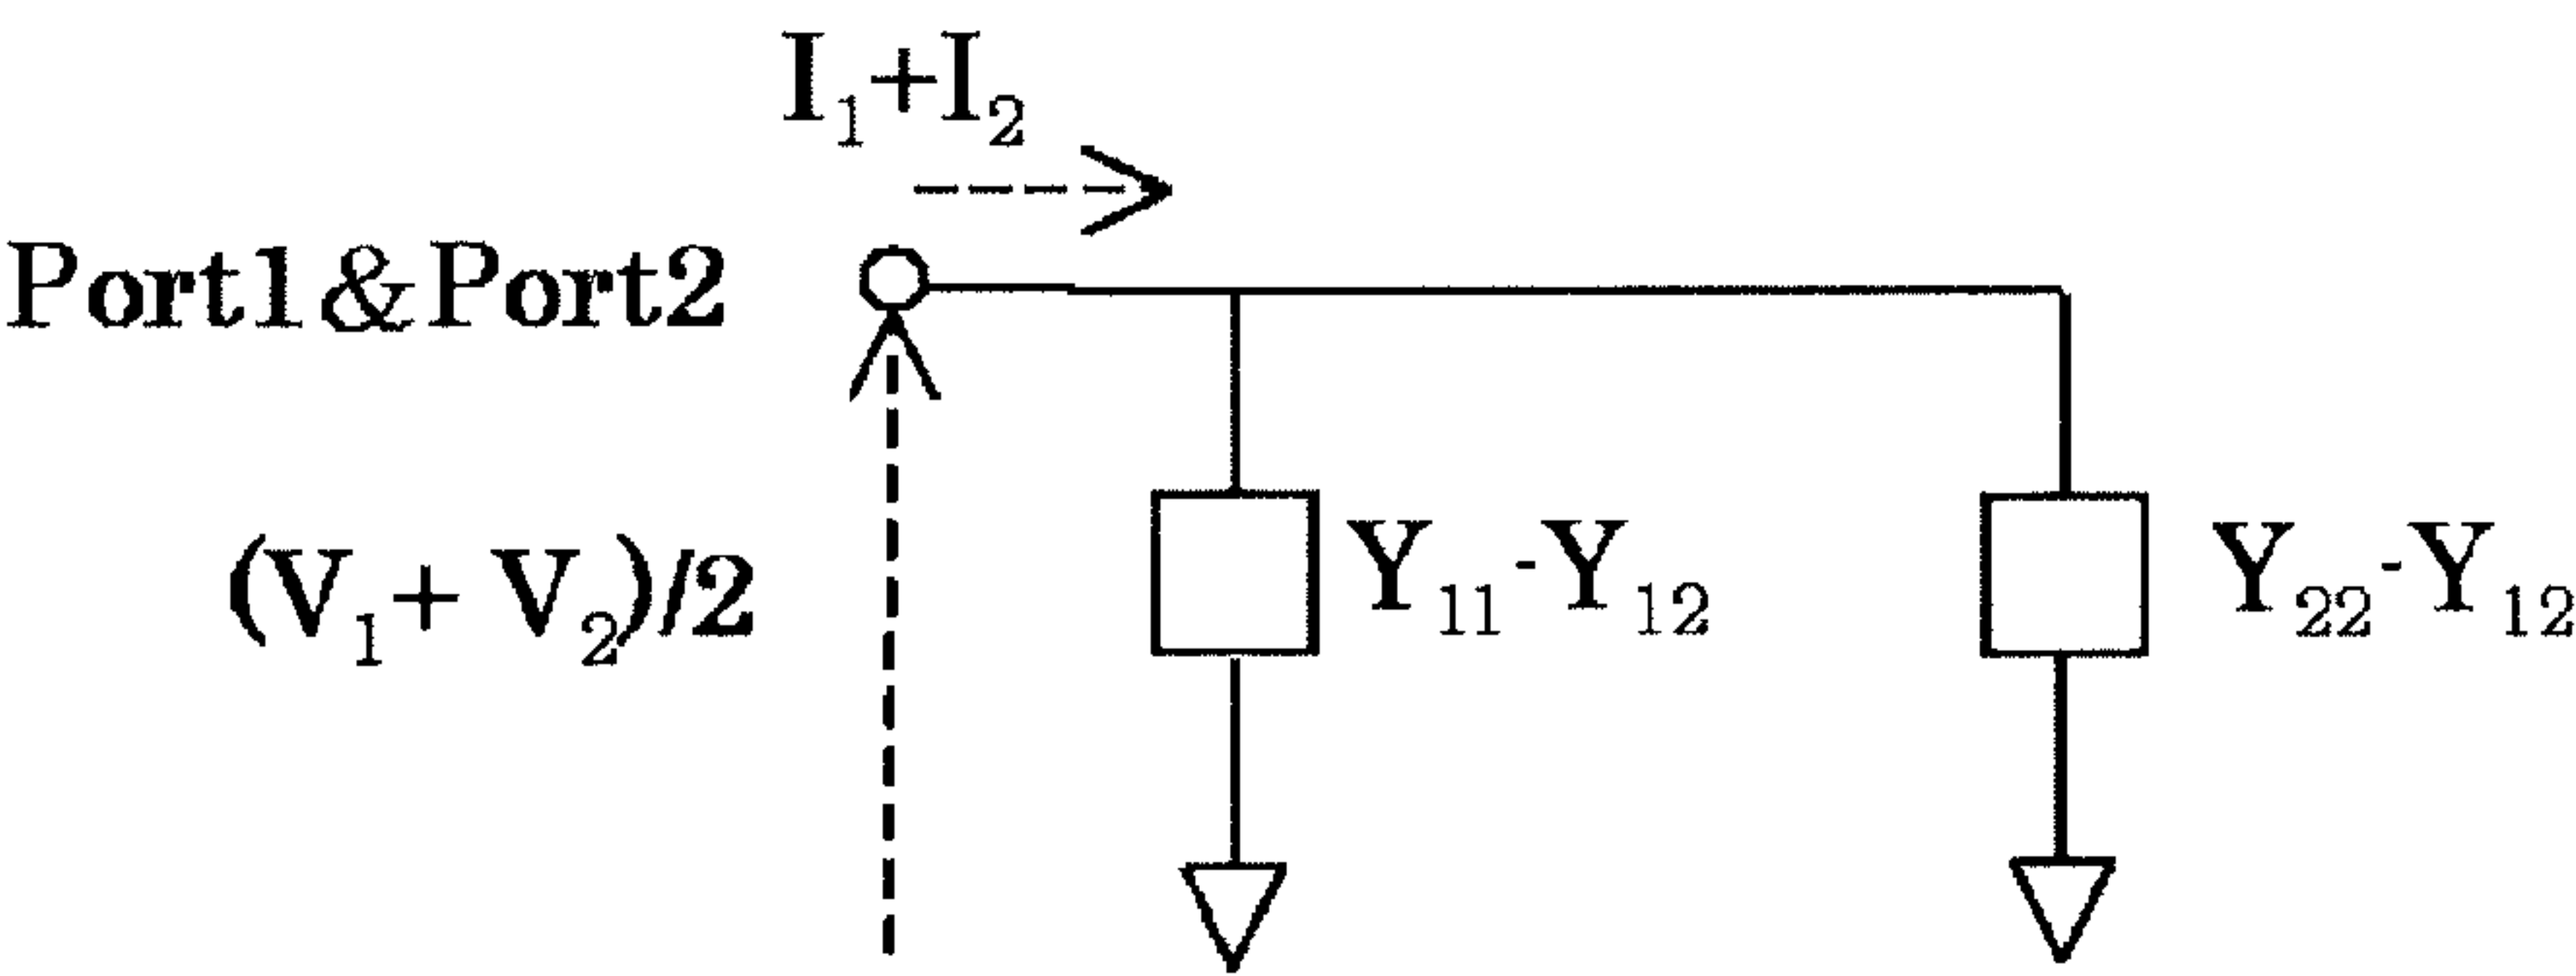 I₁+I₂
Port1&Port2
(V₁+ V₂)/2
Y₁₁-Y₁₂
Y₂₂-Y₁₂